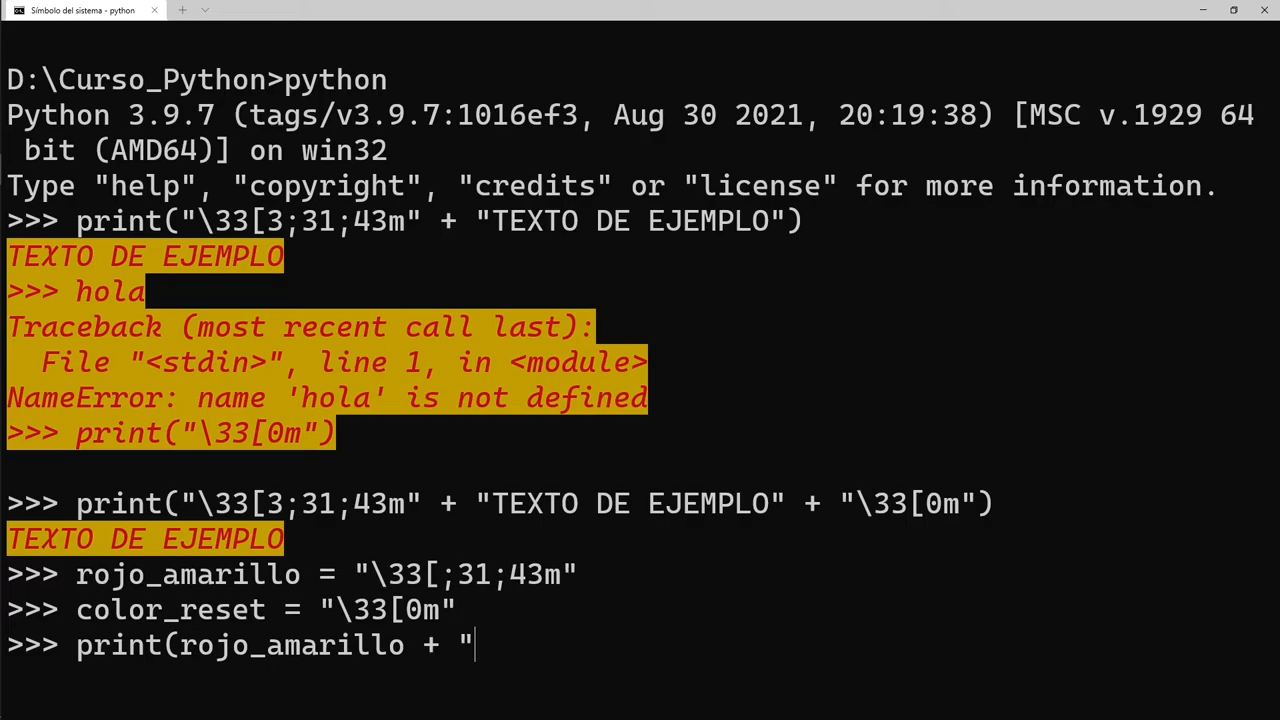 Símbolo del sistema - python
D:\Curso_Python>python
Python 3.9.7 (tags/v3.9.7:1016ef3, Aug 30 2021, 20:19:38) [MSC v.1929 64
 bit (AMD64)] on win32
Type "help", "copyright", "credits" or "license" for more information.
>>> print("\33[3;31;43m" + "TEXTO DE EJEMPLO")
TEXTO DE EJEMPLO
>>> hola
Traceback (most recent call last):
  File "<stdin>", line 1, in <module>
NameError: name 'hola' is not defined
>>> print("\33[0m")
>>> print("\33[3;31;43m" + "TEXTO DE EJEMPLO" + "\33[0m")
TEXTO DE EJEMPLO
>>> rojo_amarillo = "\33[;31;43m"
>>> color_reset = "\33[0m"
>>> print(rojo_amarillo + "